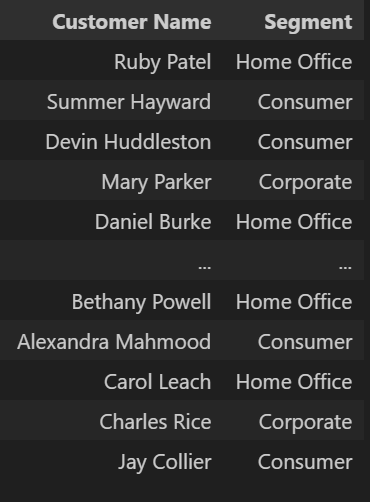 Customer Name Segment
Ruby Patel Home Office
Summer Hayward Consumer
Devin Huddleston Consumer
Mary Parker Corporate
Daniel Burke Home Office
... ...
Bethany Powell Home Office
Alexandra Mahmood Consumer
Carol Leach Home Office
Charles Rice Corporate
Jay Collier Consumer